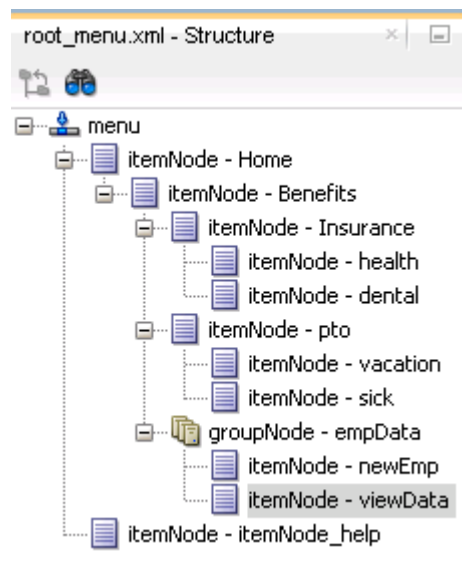 root_menu.xml - Structure
menu
itemNode - Home
itemNode - Benefits
itemNode - Insurance
itemNode - health
itemNode - dental
itemNode - pto
itemNode - vacation
itemNode - sick
groupNode - empData
itemNode - newEmp
itemNode - viewData
itemNode - itemNode_help